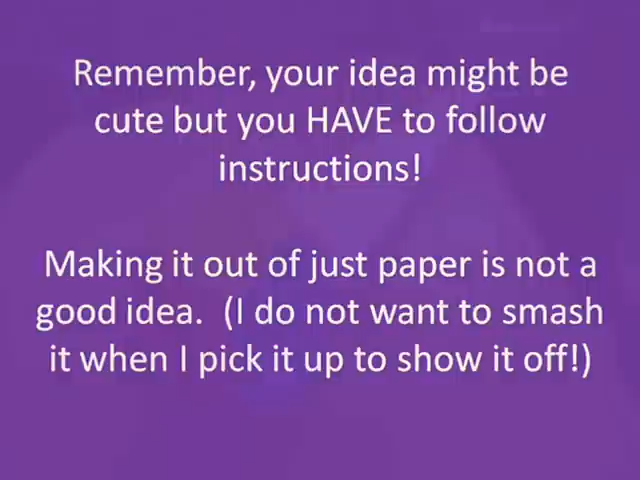 Remember, your idea might be
cute but you HAVE to follow
instructions!
Making it out of just paper is not a
good idea.  (I do not want to smash
it when I pick it up to show it off!)